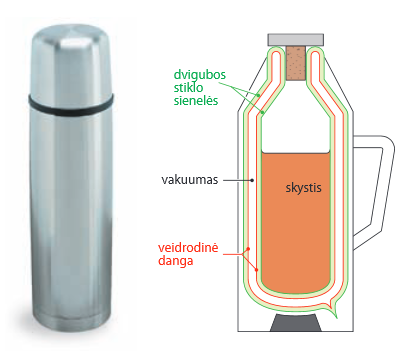 dvigubos
stiklo
sienelės
vakuumas
skystis
veidrodinė
danga